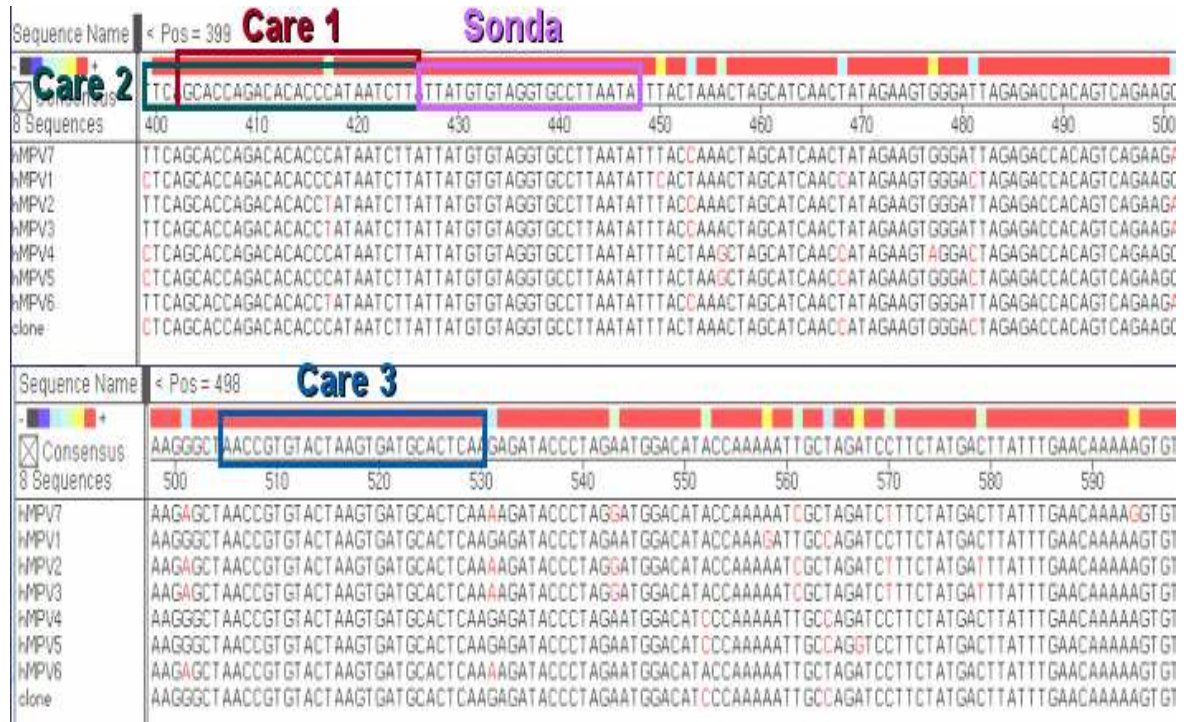 Care 1 Sonda
Sequence Name < Pos = 399
- +
Care 2
Consensus TTCAGCACCAGACACACCCATAATCTTATTATGTGTAGGTGCCTTAATATTTACTAAACTAGCATCAACTATAGAAGTGGGATTAGAGACCACAGTCAGAAGC
8 Sequences 400 410 420 430 440 450 460 470 480 490 500
hMPV7 TTCAGCACCAGACACACCCATAATCTTATTATGTGTAGGTGCCTTAATATTTACCAAACTAGCATCAACTATAGAAGTGGGATTAGAGACCACAGTCAGAAGA
hMPV1 CTCAGCACCAGACACACCCATAATCTTATTATGTGTAGGTGCCTTAATATTCACTAAACTAGCATCAACCATAGAAGTGGGACTAGAGACCACAGTCAGAAGC
hMPV2 TTCAGCACCAGACACACCTATAATCTTATTATGTGTAGGTGCCTTAATATTTACCAAACTAGCATCAACTATAGAAGTGGGATTAGAGACCACAGTCAGAAGA
hMPV3 TTCAGCACCAGACACACCTATAATCTTATTATGTGTAGGTGCCTTAATATTTACCAAACTAGCATCAACTATAGAAGTGGGATTAGAGACCACAGTCAGAAGA
hMPV4 CTCAGCACCAGACACACCCATAATCTTATTATGTGTAGGTGCCTTAATATTTACTAAGCTAGCATCAACCATAGAAGTAGGACTAGAGACCACAGTCAGAAGC
hMPV5 CTCAGCACCAGACACACCCATAATCTTATTATGTGTAGGTGCCTTAATATTTACTAAGCTAGCATCAACCATAGAAGTGGGACTAGAGACCACAGTCAGAAGC
hMPV6 TTCAGCACCAGACACACCTATAATCTTATTATGTGTAGGTGCCTTAATATTTACCAAACTAGCATCAACTATAGAAGTGGGATTAGAGACCACAGTCAGAAGA
clone CTCAGCACCAGACACACCCATAATCTTATTATGTGTAGGTGCCTTAATATTTACTAAACTAGCATCAACCATAGAAGTGGGACTAGAGACCACAGTCAGAAGC
Sequence Name < Pos = 498 Care 3
- +
Consensus AAGGGCTAACCGTGTACTAAGTGATGCACTCAAGAGATACCCTAGAATGGACATACCAAAAATTGCTAGATCCTTCTATGACTTATTTGAACAAAAAGTGT
8 Sequences 500 510 520 530 540 550 560 570 580 590
hMPV7 AAGAGCTAACCGTGTACTAAGTGATGCACTCAAAAGATACCCTAGGATGGACATACCAAAAATCGCTAGATCTTTCTATGACTTATTTGAACAAAAGGTGT
hMPV1 AAGGGCTAACCGTGTACTAAGTGATGCACTCAAGAGATACCCTAGAATGGACATACCAAAGATTGCCAGATCCTTCTATGACTTATTTGAACAAAAAGTGT
hMPV2 AAGAGCTAACCGTGTACTAAGTGATGCACTCAAAAGATACCCTAGGATGGACATACCAAAAATCGCTAGATCTTTCTATGATTTATTTGAACAAAAAGTGT
hMPV3 AAGAGCTAACCGTGTACTAAGTGATGCACTCAAAAGATACCCTAGGATGGACATACCAAAAATCGCTAGATCTTTCTATGATTTATTTGAACAAAAAGTGT
hMPV4 AAGGGCTAACCGTGTACTAAGTGATGCACTCAAGAGATACCCTAGAATGGACATCCCAAAAATTGCCAGATCCTTCTATGACTTATTTGAACAAAAAGTGT
hMPV5 AAGGGCTAACCGTGTACTAAGTGATGCACTCAAGAGATACCCTAGAATGGACATCCCAAAAATTGCCAGGTCCTTCTATGACTTATTTGAACAAAAAGTGT
hMPV6 AAGAGCTAACCGTGTACTAAGTGATGCACTCAAAAGATACCCTAGAATGGACATACCAAAAATTGCTAGATCCTTCTATGACTTATTTGAACAAAAAGTGT
clone AAGGGCTAACCGTGTACTAAGTGATGCACTCAAGAGATACCCTAGAATGGACATCCCAAAAATTGCCAGATCCTTCTATGACTTATTTGAACAAAAAGTGT